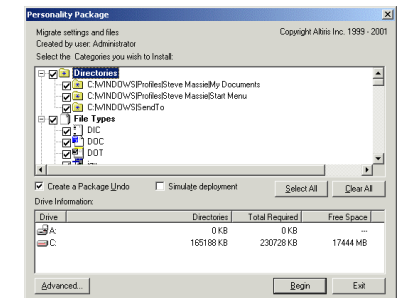 Personality Package
Migrate settings and files
Copyright Altiris Inc. 1999 - 2001
Created by user: Administrator
Select the Categories you wish to Install:
Directories
C:\WINDOWS\Profiles\Steve Massie\My Documents
C:\WINDOWS\Profiles\Steve Massie\Start Menu
C:\WINDOWS\SendTo
File Types
DIC
DOC
DOT
Create a Package Undo
Simulate deployment
Select All
Clear All
Drive Information:
Drive Directories Total Required Free Space
A: 0 KB 0 KB ---
C: 165188 KB 230728 KB 17444 MB
Advanced...
Begin
Exit